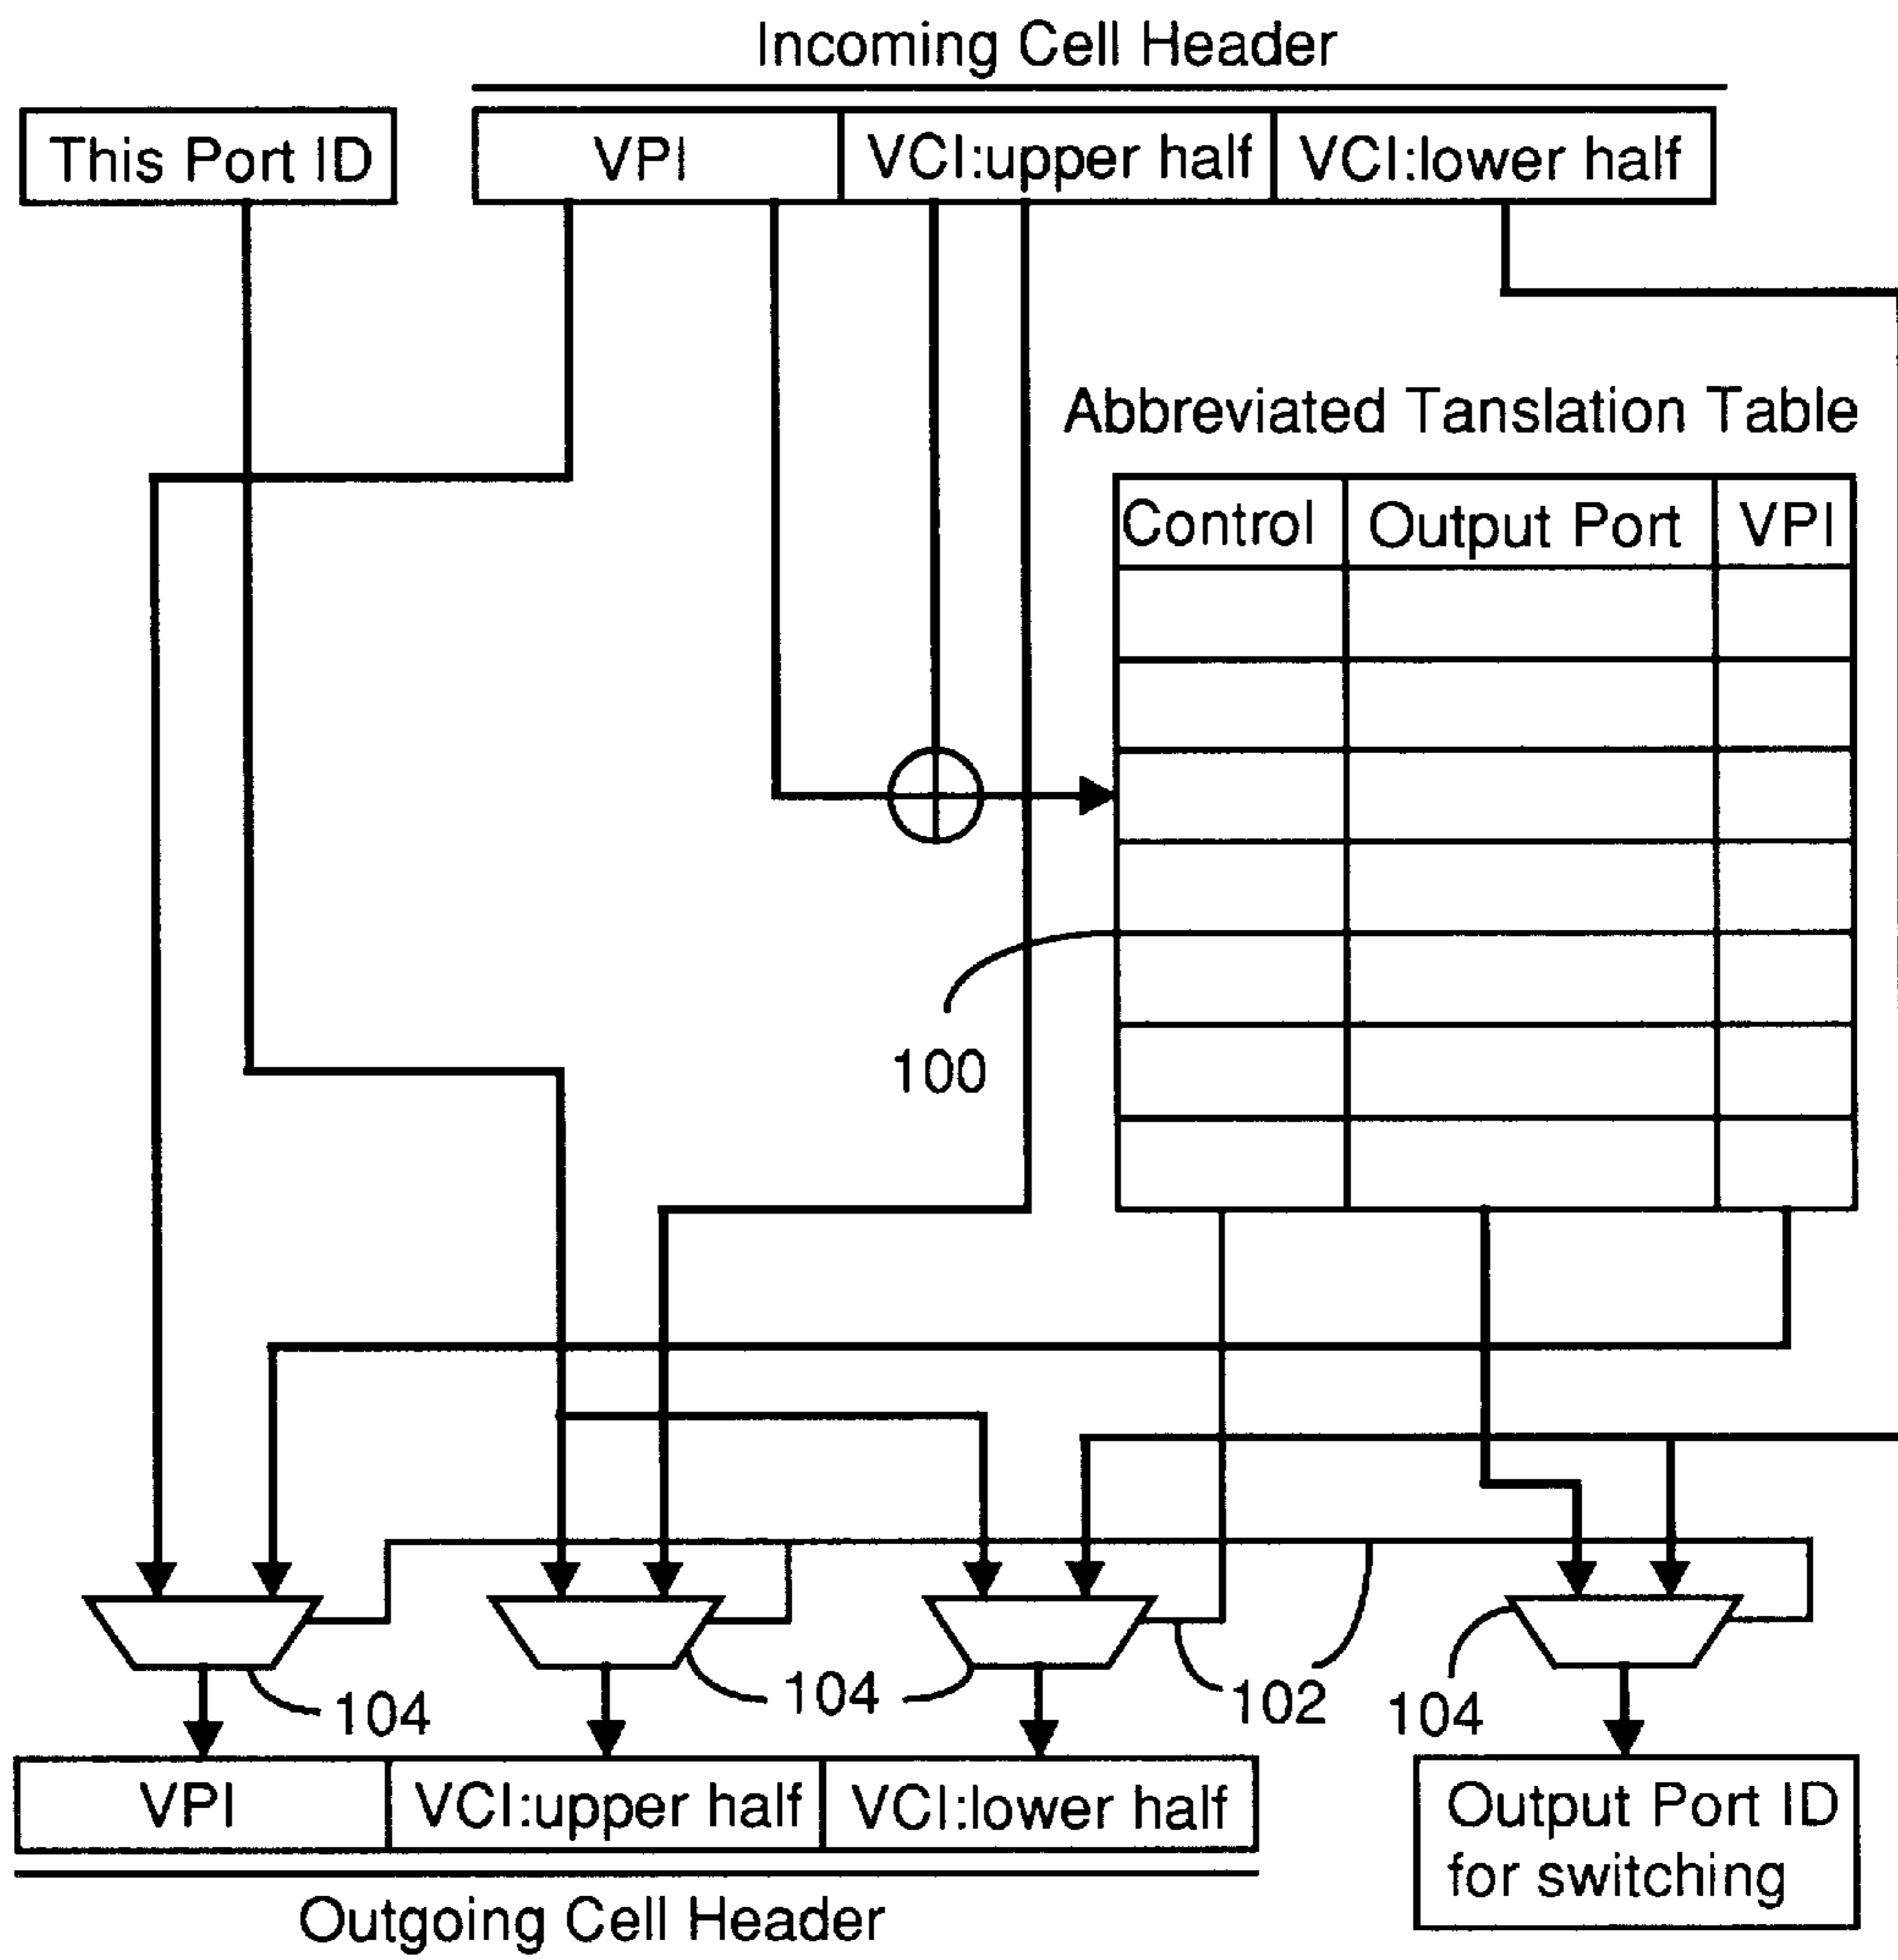 Incoming Cell Header
This Port ID
VPI
VCI:upper half
VCI:lower half
Abbreviated Tanslation Table
Control
Output Port
VPI
100
104
104
102
104
VPI
VCI:upper half
VCI:lower half
Output Port ID
for switching
Outgoing Cell Header